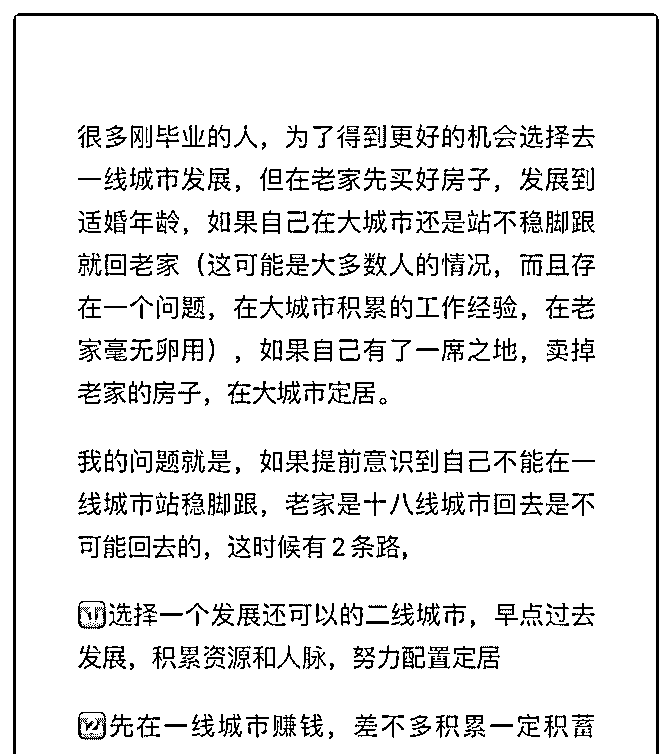 很多刚毕业的人，为了得到更好的机会选择去
一线城市发展，但在老家先买好房子，发展到
适婚年龄，如果自己在大城市还是站不稳脚跟
就回老家（这可能是大多数人的情况，而且存
在一个问题，在大城市积累的工作经验，在老
家毫无卵用），如果自己有了一席之地，卖掉
老家的房子，在大城市定居。
我的问题就是，如果提前意识到自己不能在一
线城市站稳脚跟，老家是十八线城市回去是不
可能回去的，这时候有2条路，
1选择一个发展还可以的二线城市，早点过去
发展，积累资源和人脉，努力配置定居
2先在一线城市赚钱，差不多积累一定积蓄